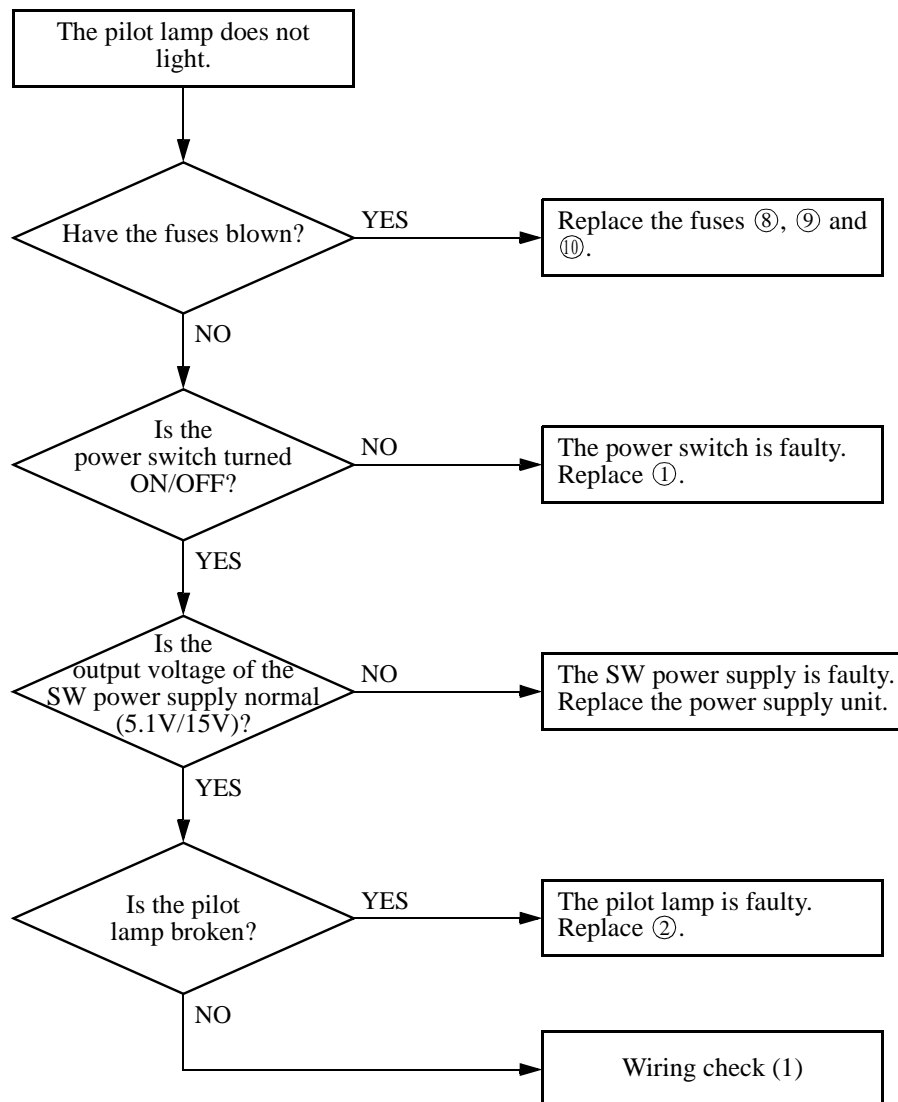 The pilot lamp does not
light.
Have the fuses blown?
YES
Replace the fuses ⑧, ⑨ and
⑩.
NO
Is the
power switch turned
ON/OFF?
NO
The power switch is faulty.
Replace ①.
YES
Is the
output voltage of the
SW power supply normal
(5.1V/15V)?
NO
The SW power supply is faulty.
Replace the power supply unit.
YES
Is the pilot
lamp broken?
YES
The pilot lamp is faulty.
Replace ②.
NO
Wiring check (1)